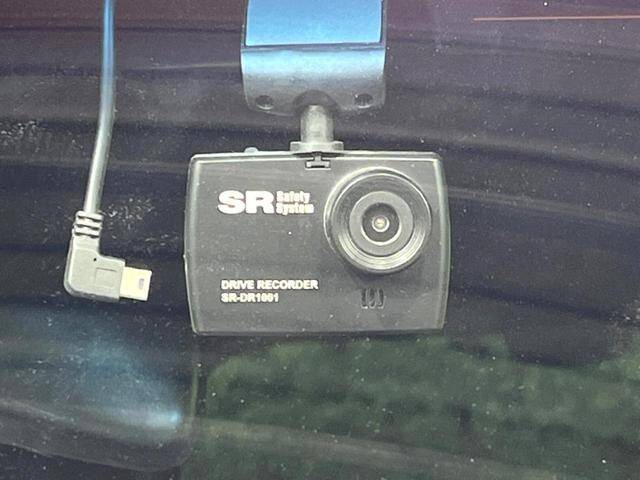 SR Safety System
DRIVE RECORDER
SR-DR1001